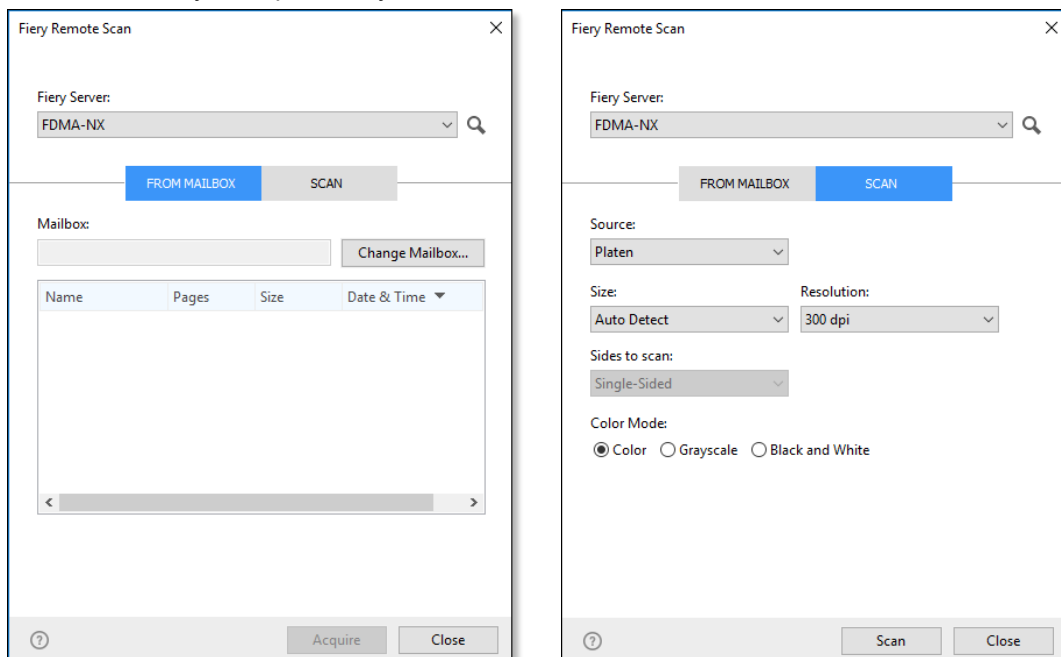 Fiery Remote Scan
Fiery Server:
FDMA-NX
FROM MAILBOX SCAN
Mailbox:
Change Mailbox...
Name Pages Size Date & Time
Acquire Close
Fiery Remote Scan
Fiery Server:
FDMA-NX
FROM MAILBOX SCAN
Source:
Platen
Size: Resolution:
Auto Detect 300 dpi
Sides to scan:
Single-Sided
Color Mode:
Color Grayscale Black and White
Scan Close